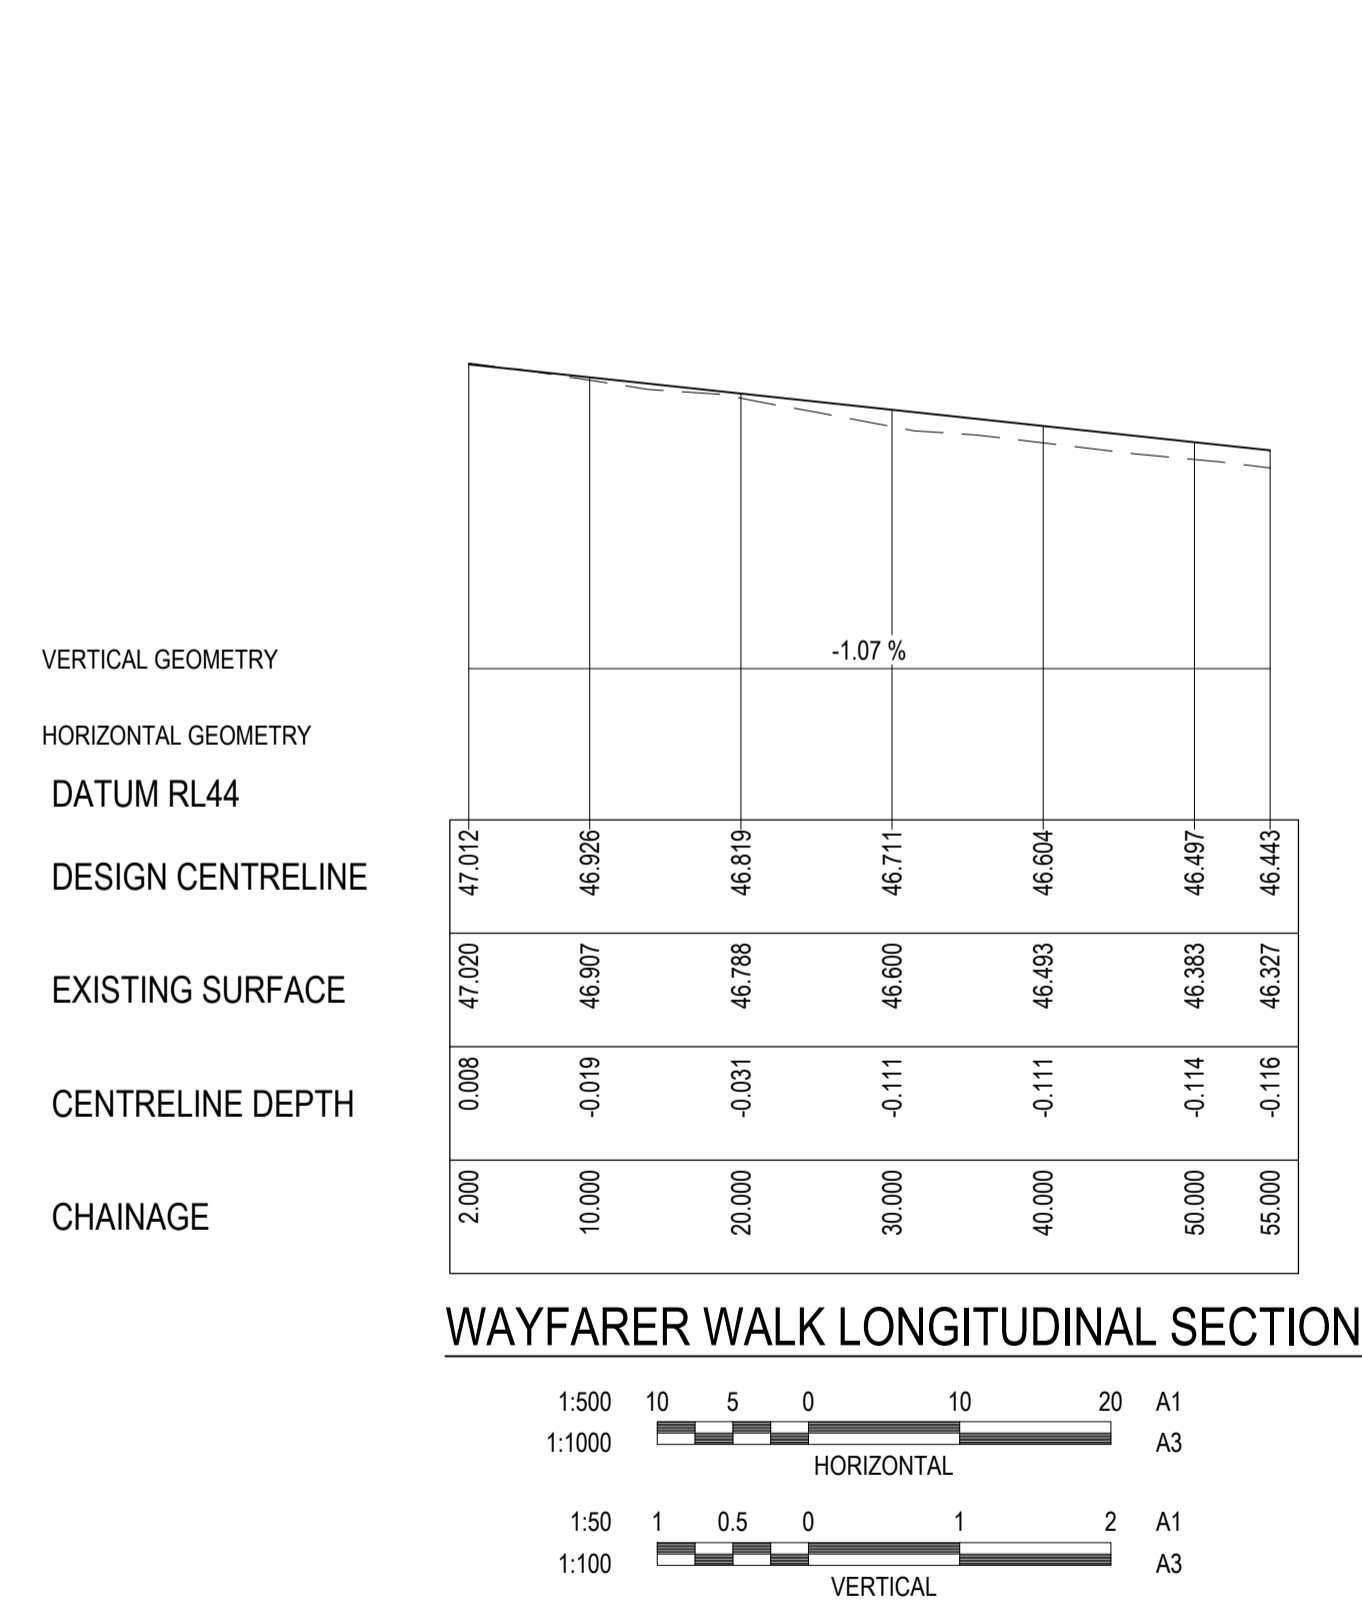 -1.07 %
VERTICAL GEOMETRY
HORIZONTAL GEOMETRY
DATUM RL44
DESIGN CENTRELINE 47.012 46.926 46.819 46.711 46.604 46.497 46.443
EXISTING SURFACE 47.020 46.907 46.788 46.600 46.493 46.383 46.327
CENTRELINE DEPTH 0.008 -0.019 -0.031 -0.111 -0.111 -0.114 -0.116
CHAINAGE 2.000 10.000 20.000 30.000 40.000 50.000 55.000
WAYFARER WALK LONGITUDINAL SECTION
1:500 10 5 0 10 20 A1
1:1000 A3
HORIZONTAL
1:50 1 0.5 0 1 2 A1
1:100 A3
VERTICAL